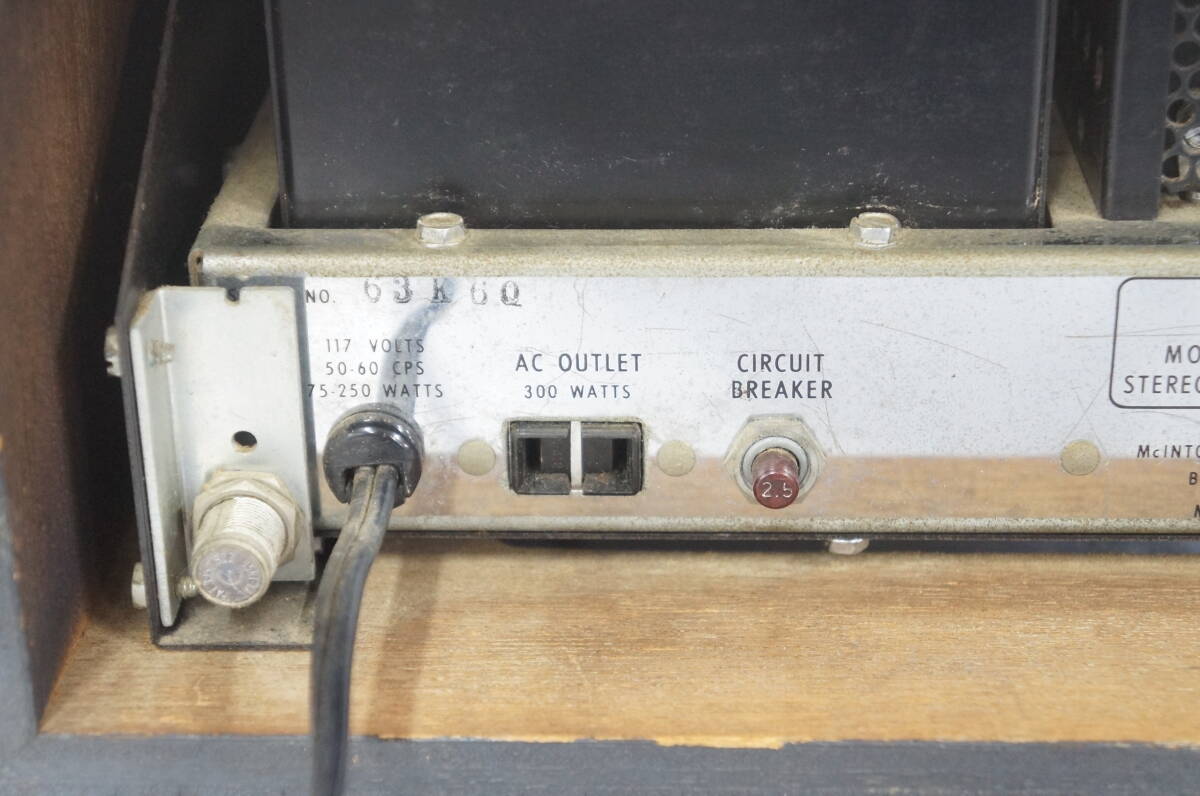 NO. 63K60
117 VOLTS
50-60 CPS
75-250 WATTS
AC OUTLET
300 WATTS
CIRCUIT
BREAKER
2.5
MO
STEREO
McINTO
B